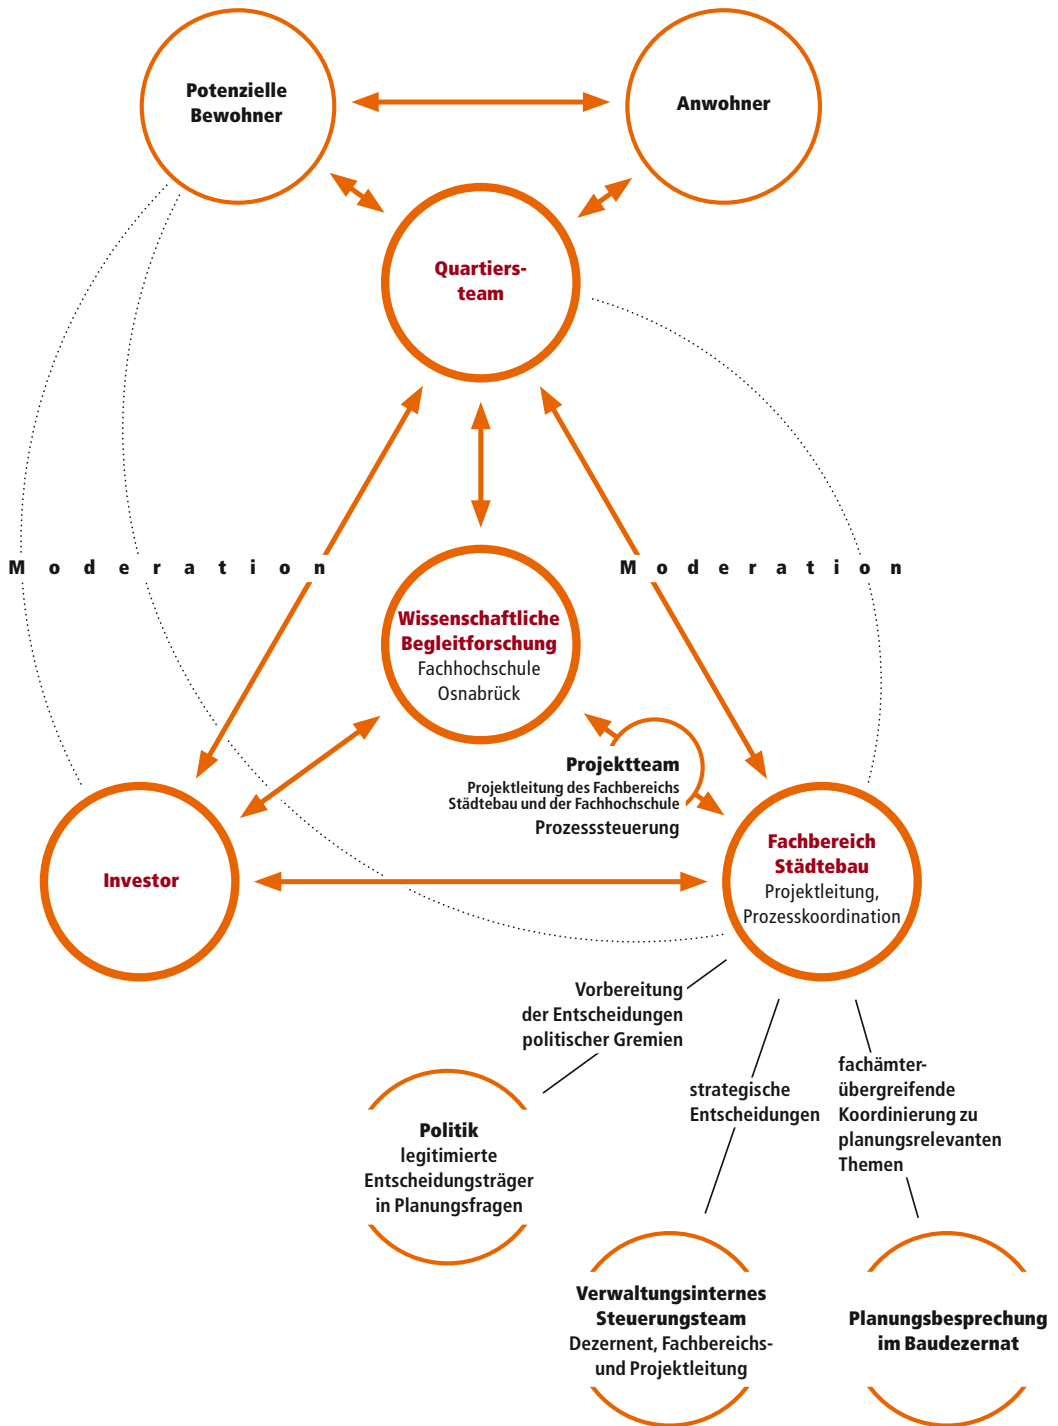 Potenzielle
Bewohner
Anwohner
Quartiers-
team
Moderation
Moderation
Wissenschaftliche
Begleitforschung
Fachhochschule
Osnabrück
Projektteam
Projektleitung des Fachbereichs
Städtebau und der Fachhochschule
Prozesssteuerung
Investor
Fachbereich
Städtebau
Projektleitung,
Prozesskoordination
Vorbereitung
der Entscheidungen
politischer Gremien
strategische
Entscheidungen
fachämter-
übergreifende
Koordinierung zu
planungsrelevanten
Themen
Politik
legitimierte
Entscheidungsträger
in Planungsfragen
Verwaltungsinternes
Steuerungsteam
Dezernent, Fachbereichs-
und Projektleitung
Planungsbesprechung
im Baudezernat